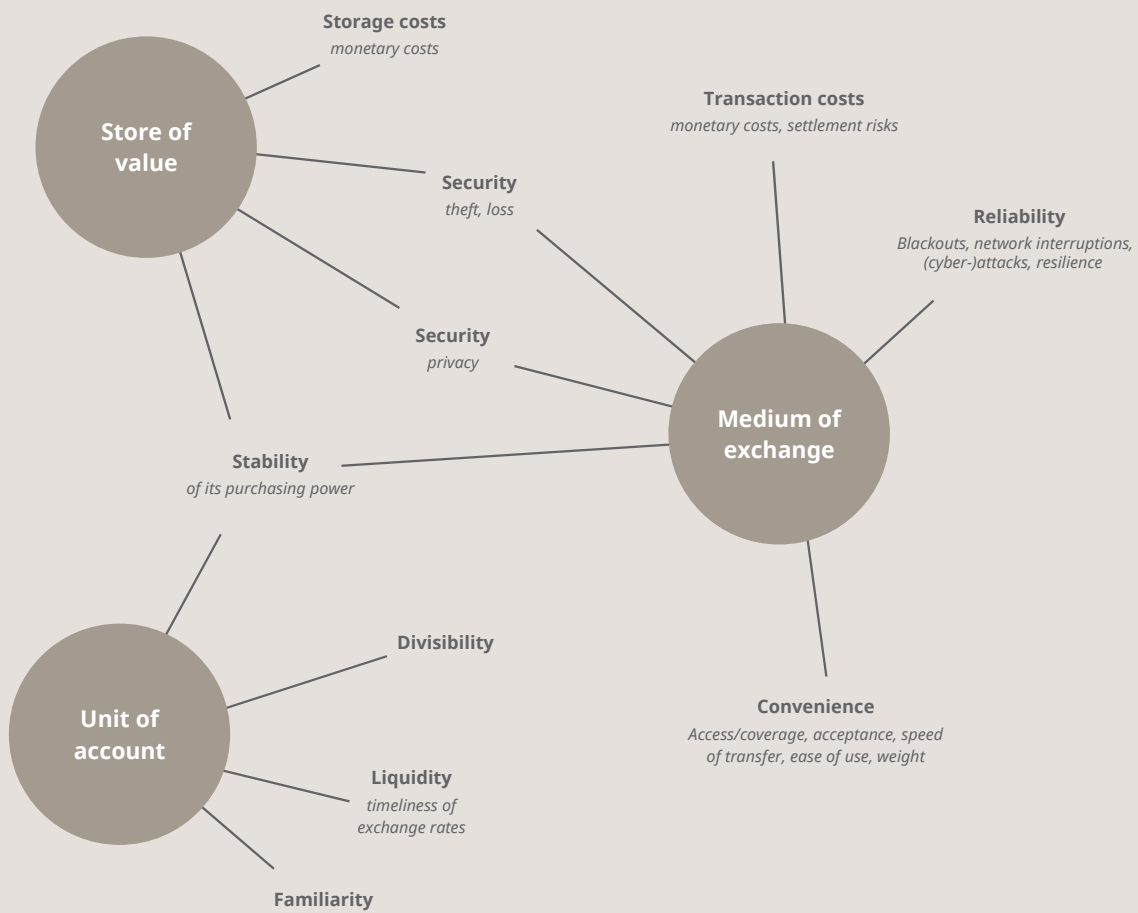 Storage costs
monetary costs
Store of
value
Transaction costs
monetary costs, settlement risks
Security
theft, loss
Reliability
Blackouts, network interruptions,
(cyber-)attacks, resilience
Security
privacy
Medium of
exchange
Stability
of its purchasing power
Divisibility
Unit of
account
Convenience
Access/coverage, acceptance, speed
of transfer, ease of use, weight
Liquidity
timeliness of
exchange rates
Familiarity